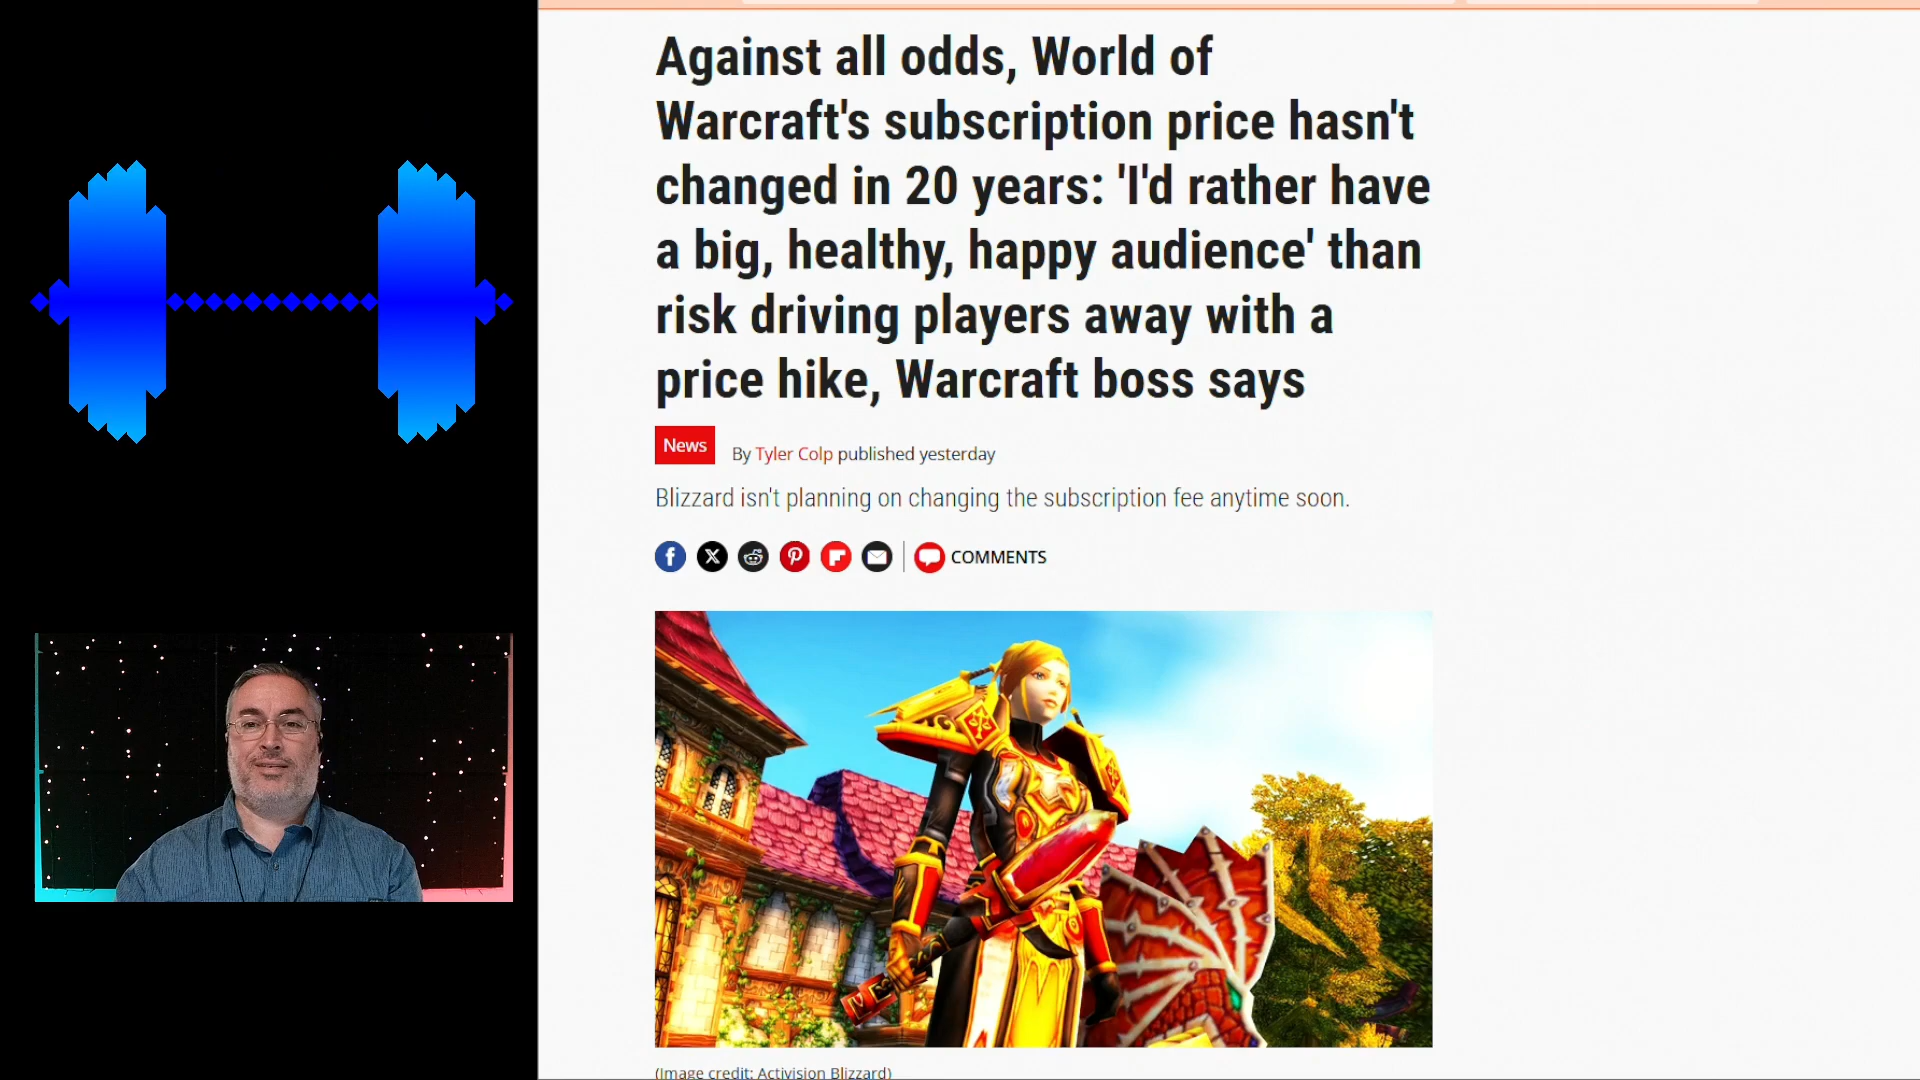 Against all odds, World of
Warcraft's subscription price hasn't
changed in 20 years: 'I'd rather have
a big, healthy, happy audience' than
risk driving players away with a
price hike, Warcraft boss says
News
By Tyler Colp published yesterday
Blizzard isn't planning on changing the subscription fee anytime soon.
COMMENTS
(Image credit: Activision Blizzard)